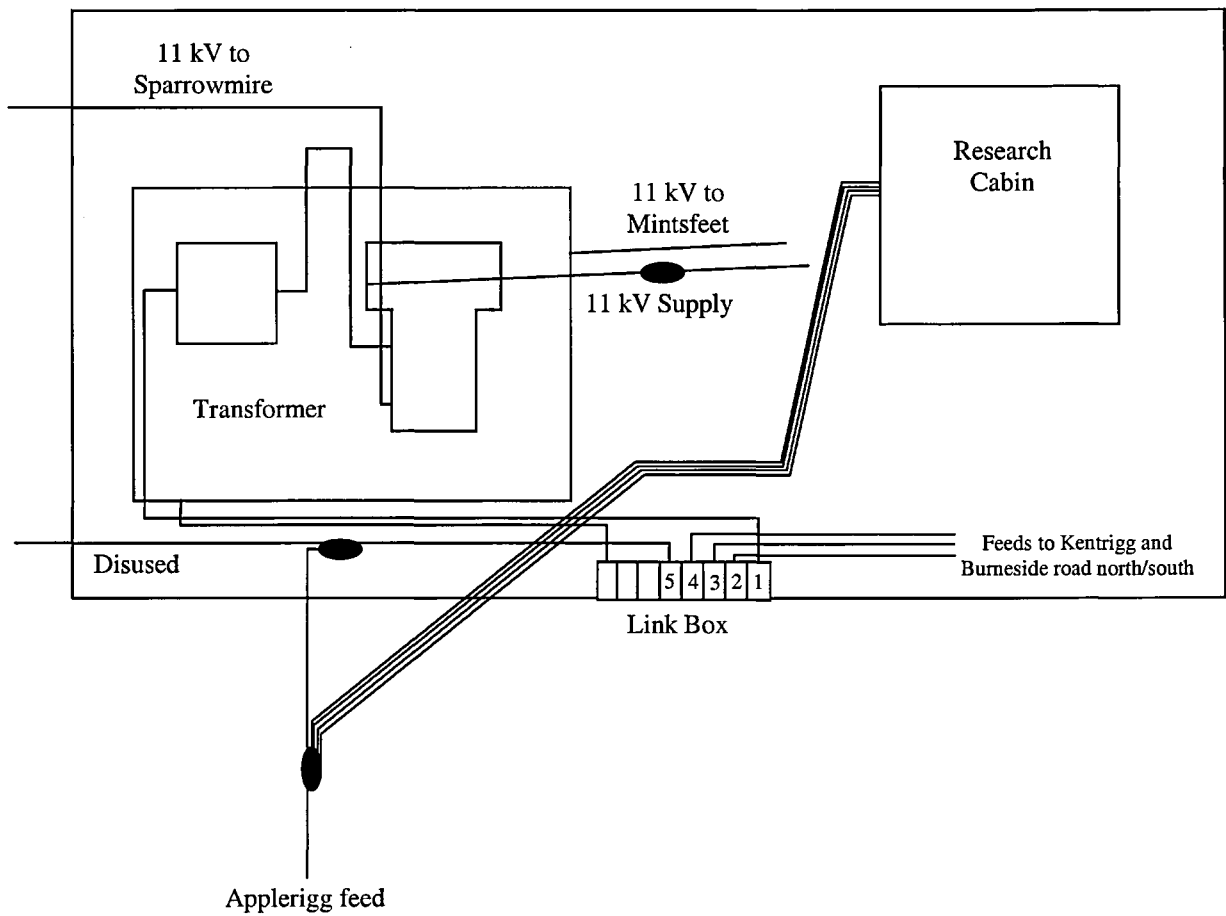 11 kV to
Sparrowmire
Research
Cabin
11 kV to
Mintsfeet
11 kV Supply
Transformer
Disused
5 4 3 2 1
Feeds to Kentrigg and
Burneside road north/south
Link Box
Applerigg feed